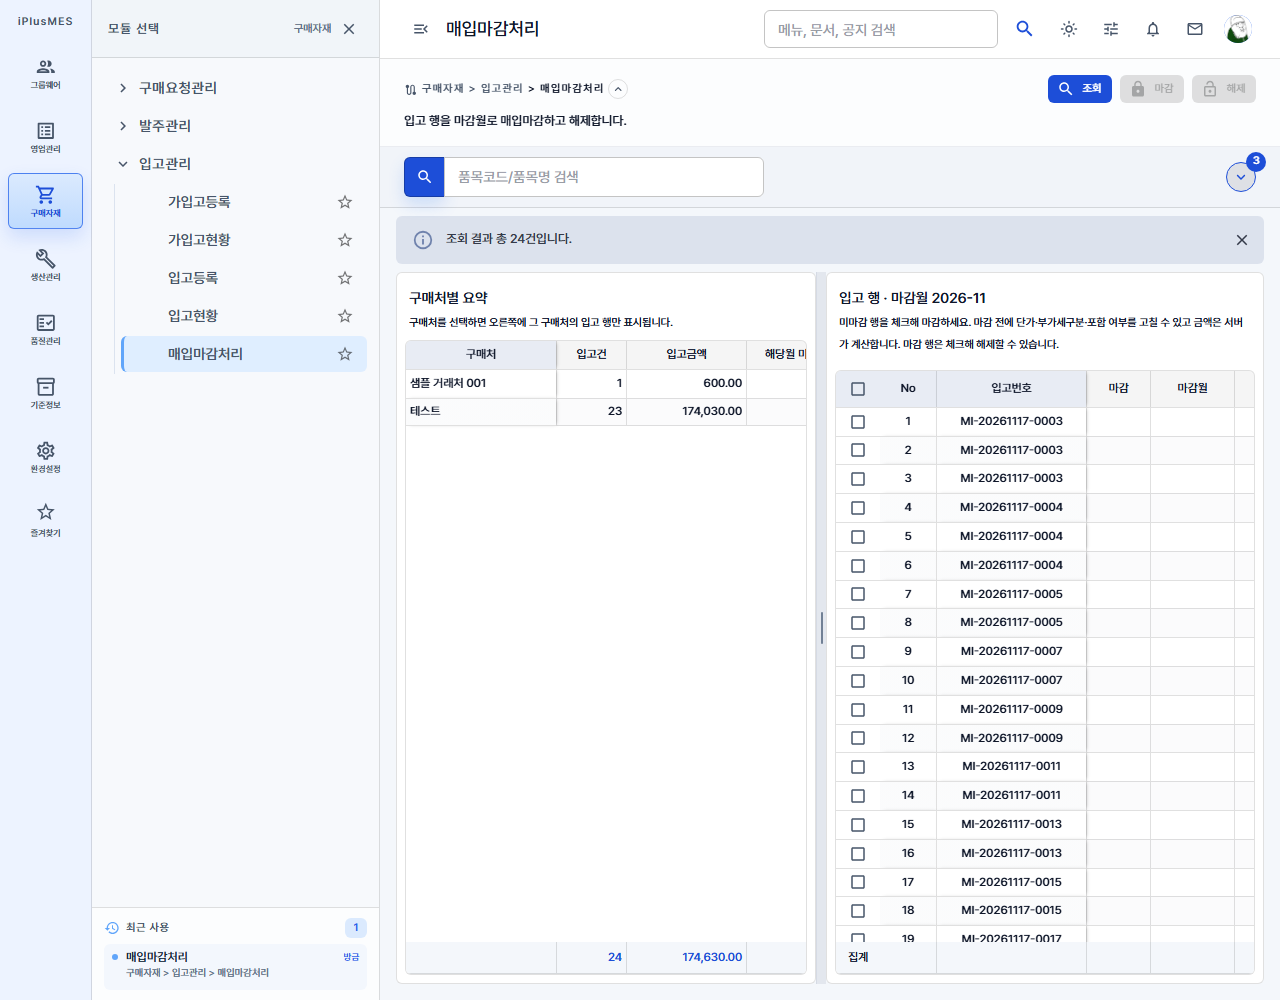 iPlusMES
그룹웨어
영업관리
구매자재
생산관리
품질관리
기준정보
환경설정
즐겨찾기
모듈 선택
구매자재
구매요청관리
발주관리
입고관리
가입고등록
가입고현황
입고등록
입고현황
매입마감처리
최근 사용
1
매입마감처리
방금
구매자재 > 입고관리 > 매입마감처리
매입마감처리
메뉴, 문서, 공지 검색
구매자재 > 입고관리 > 매입마감처리
조회
마감
해제
입고 행을 마감월로 매입마감하고 해제합니다.
품목코드/품목명 검색
3
조회 결과 총 24건입니다.
구매처별 요약
구매처를 선택하면 오른쪽에 그 구매처의 입고 행만 표시됩니다.
구매처 입고건 입고금액 해당월 미
샘플 거래처 001 1 600.00
테스트 23 174,030.00
24 174,630.00
입고 행 · 마감월 2026-11
미마감 행을 체크해 마감하세요. 마감 전에 단가·부가세구분·포함 여부를 고칠 수 있고 금액은 서버
가 계산합니다. 마감 행은 체크해 해제할 수 있습니다.
No 입고번호 마감 마감월
1 MI-20261117-0003
2 MI-20261117-0003
3 MI-20261117-0003
4 MI-20261117-0004
5 MI-20261117-0004
6 MI-20261117-0004
7 MI-20261117-0005
8 MI-20261117-0005
9 MI-20261117-0007
10 MI-20261117-0007
11 MI-20261117-0009
12 MI-20261117-0009
13 MI-20261117-0011
14 MI-20261117-0011
15 MI-20261117-0013
16 MI-20261117-0013
17 MI-20261117-0015
18 MI-20261117-0015
19 MI-20261117-0017
집계